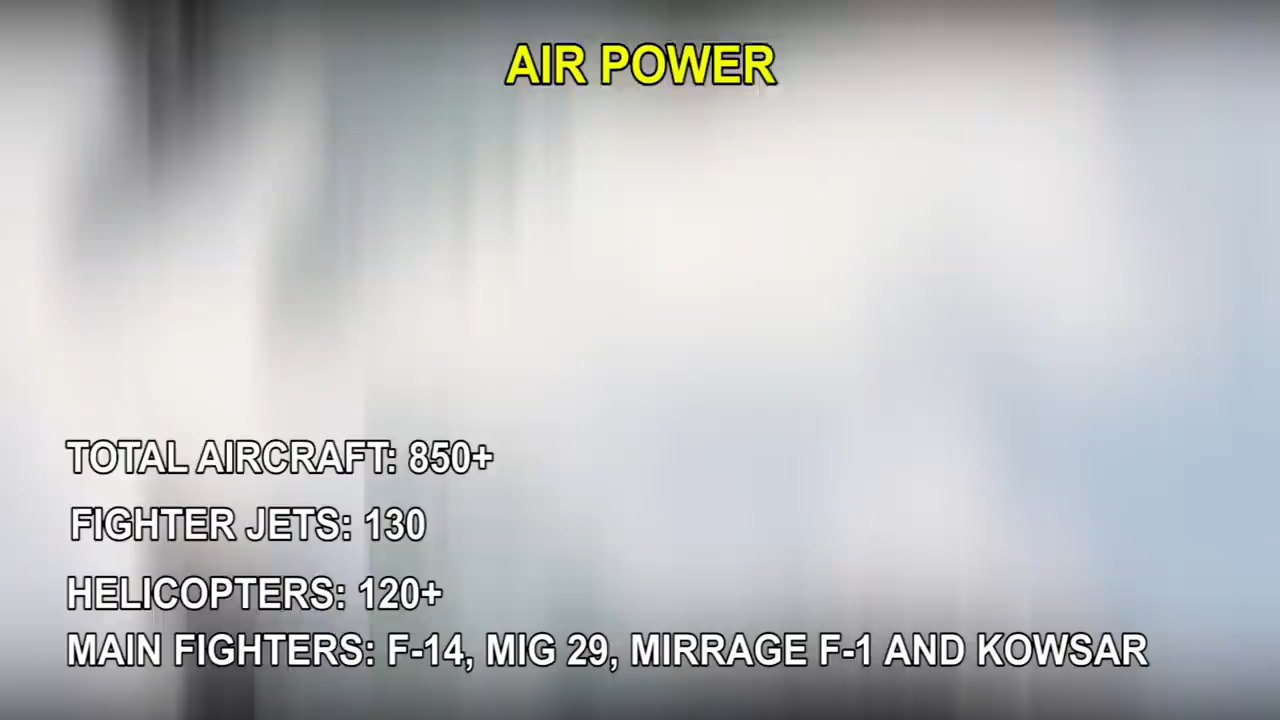 AIR POWER
TOTAL AIRCRAFT: 850+
FIGHTER JETS: 130
HELICOPTERS: 120+
MAIN FIGHTERS: F-14, MIG 29, MIRRAGE F-1 AND KOWSAR